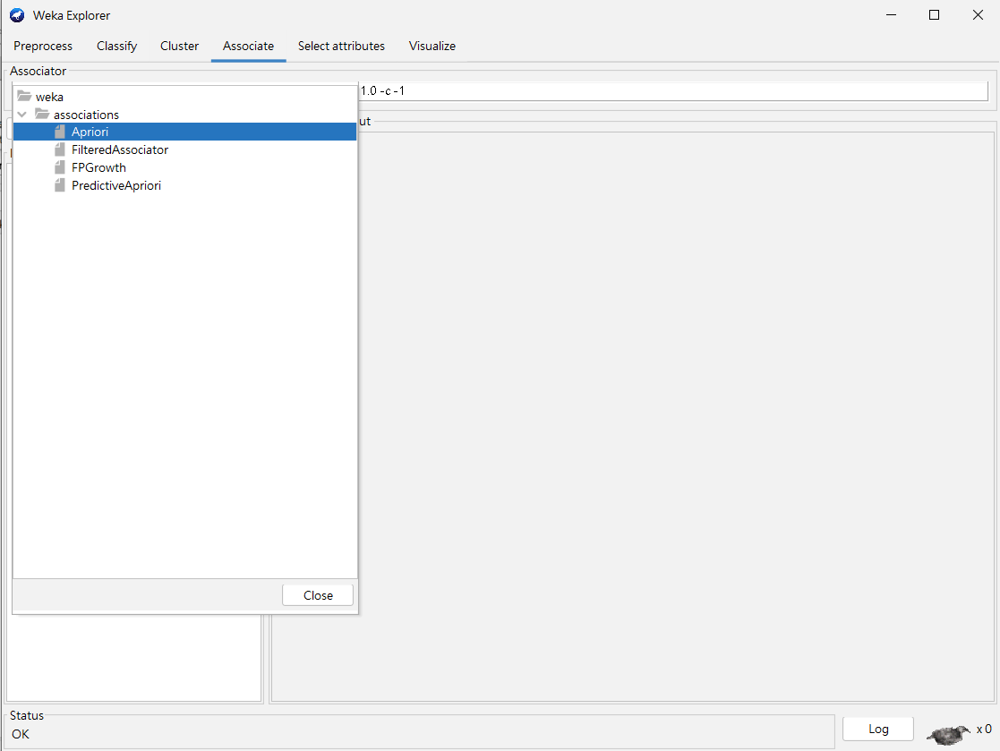 Weka Explorer
Preprocess Classify Cluster Associate Select attributes Visualize
Associator
1.0 -c -1
weka
associations
ut
Apriori
FilteredAssociator
FPGrowth
PredictiveApriori
Close
Status
OK
Log
x 0